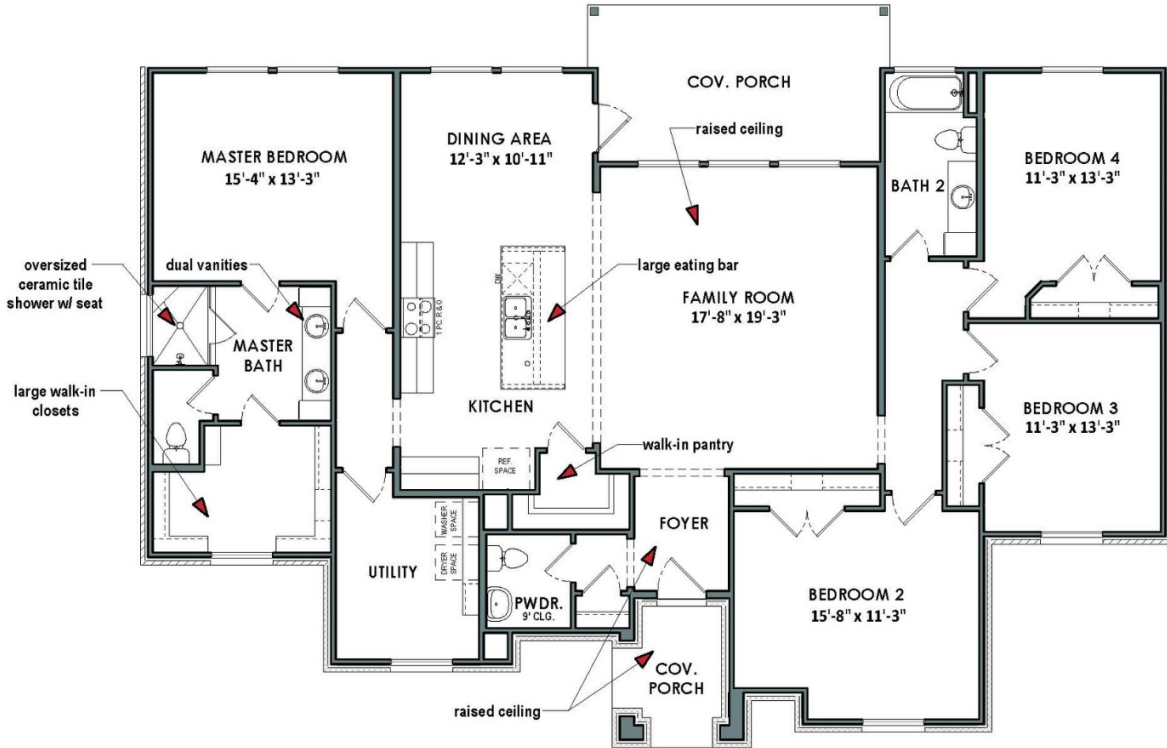 COV. PORCH
raised ceiling
MASTER BEDROOM
15'-4" x 13'-3"
DINING AREA
12'-3" x 10'-11"
BATH 2
BEDROOM 4
11'-3" x 13'-3"
oversized
ceramic tile
shower w/ seat
dual vanities
DW
large eating bar
FAMILY ROOM
17'-8" x 19'-3"
1 PC. R & O
MASTER
BATH
large walk-in
closets
KITCHEN
BEDROOM 3
11'-3" x 13'-3"
walk-in pantry
REF.
SPACE
WASHER
SPACE
DRYER
SPACE
FOYER
UTILITY
PWDR.
9' CLG.
BEDROOM 2
15'-8" x 11'-3"
COV.
PORCH
raised ceiling